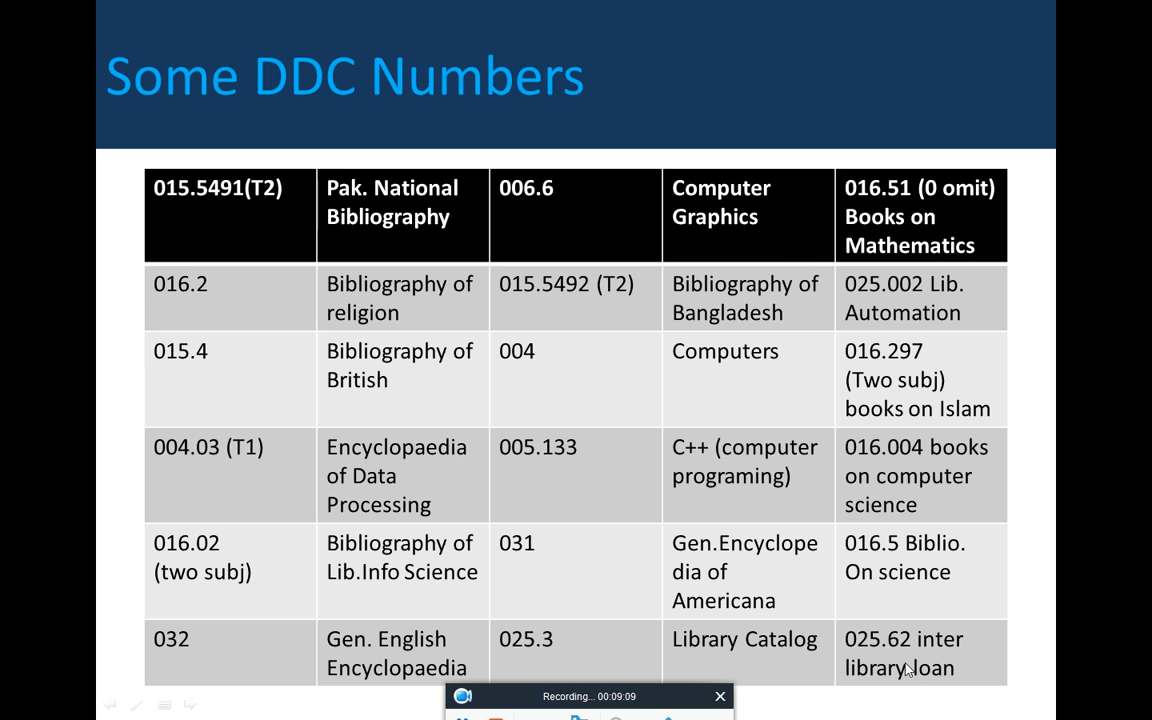 Some DDC Numbers
015.5491(T2)
Pak. National
Bibliography
006.6
Computer
Graphics
016.51 (0 omit)
Books on
Mathematics
016.2
Bibliography of
religion
015.5492 (T2)
Bibliography of
Bangladesh
025.002 Lib.
Automation
015.4
Bibliography of
British
004
Computers
016.297
(Two subj)
books on Islam
004.03 (T1)
Encyclopaedia
of Data
Processing
005.133
C++ (computer
programing)
016.004 books
on computer
science
016.02
(two subj)
Bibliography of
Lib.Info Science
031
Gen.Encyclope
dia of
Americana
016.5 Biblio.
On science
032
Gen. English
Encyclopaedia
025.3
Library Catalog
025.62 inter
library loan
Recording... 00:09:09